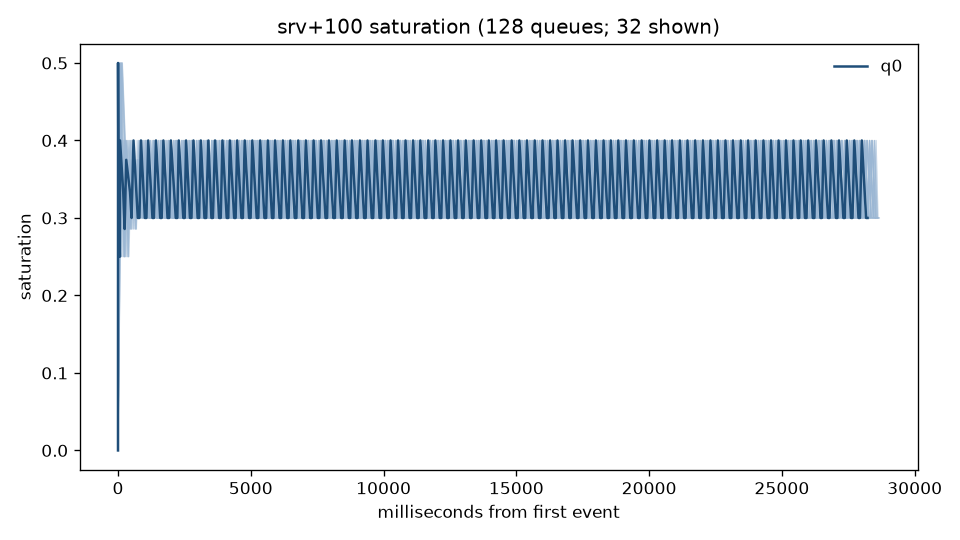 srv+100 saturation (128 queues; 32 shown)
q0
0.5
0.4
0.3
0.2
0.1
0.0
saturation
0 5000 10000 15000 20000 25000 30000
milliseconds from first event